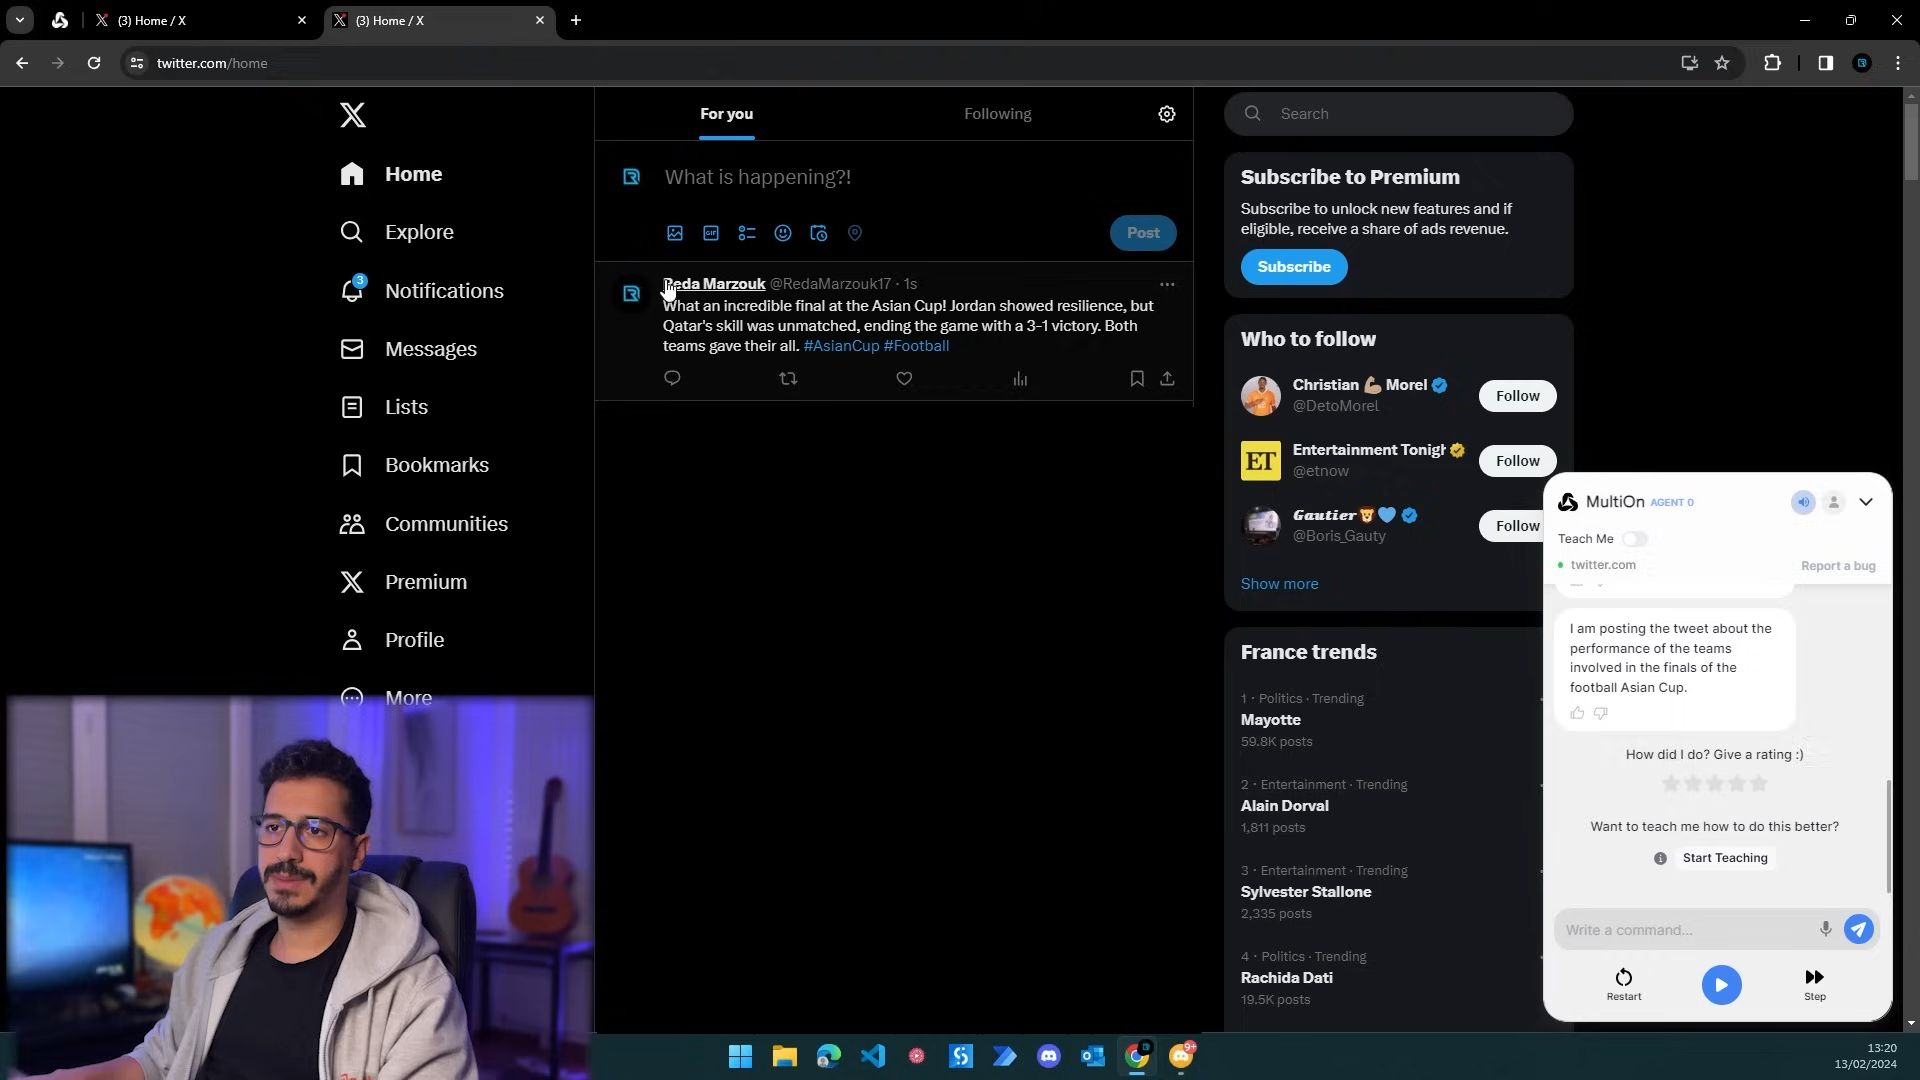 (3) Home / X
(3) Home / X
twitter.com/home
Home
Explore
3
Notifications
Messages
Lists
Bookmarks
Communities
Premium
Profile
More
For you
Following
What is happening?!
GIF
Post
Reda Marzouk @RedaMarzouk17 · 1s
What an incredible final at the Asian Cup! Jordan showed resilience, but
Qatar's skill was unmatched, ending the game with a 3-1 victory. Both
teams gave their all. #AsianCup #Football
Search
Subscribe to Premium
Subscribe to unlock new features and if
eligible, receive a share of ads revenue.
Subscribe
Who to follow
Christian 💪🏽 Morel
@DetoMorel
Follow
ET
Entertainment Tonigh
@etnow
Follow
Gautier🦁💙
@Boris_Gauty
Follow
Show more
France trends
1 · Politics · Trending
Mayotte
59.8K posts
2 · Entertainment · Trending
Alain Dorval
1,811 posts
3 · Entertainment · Trending
Sylvester Stallone
2,335 posts
4 · Politics · Trending
Rachida Dati
19.5K posts
MultiOn AGENT 0
Teach Me
twitter.com
Report a bug
I am posting the tweet about the
performance of the teams
involved in the finals of the
football Asian Cup.
How did I do? Give a rating :)
Want to teach me how to do this better?
Start Teaching
Write a command...
Restart
Step
9+
13:20
13/02/2024